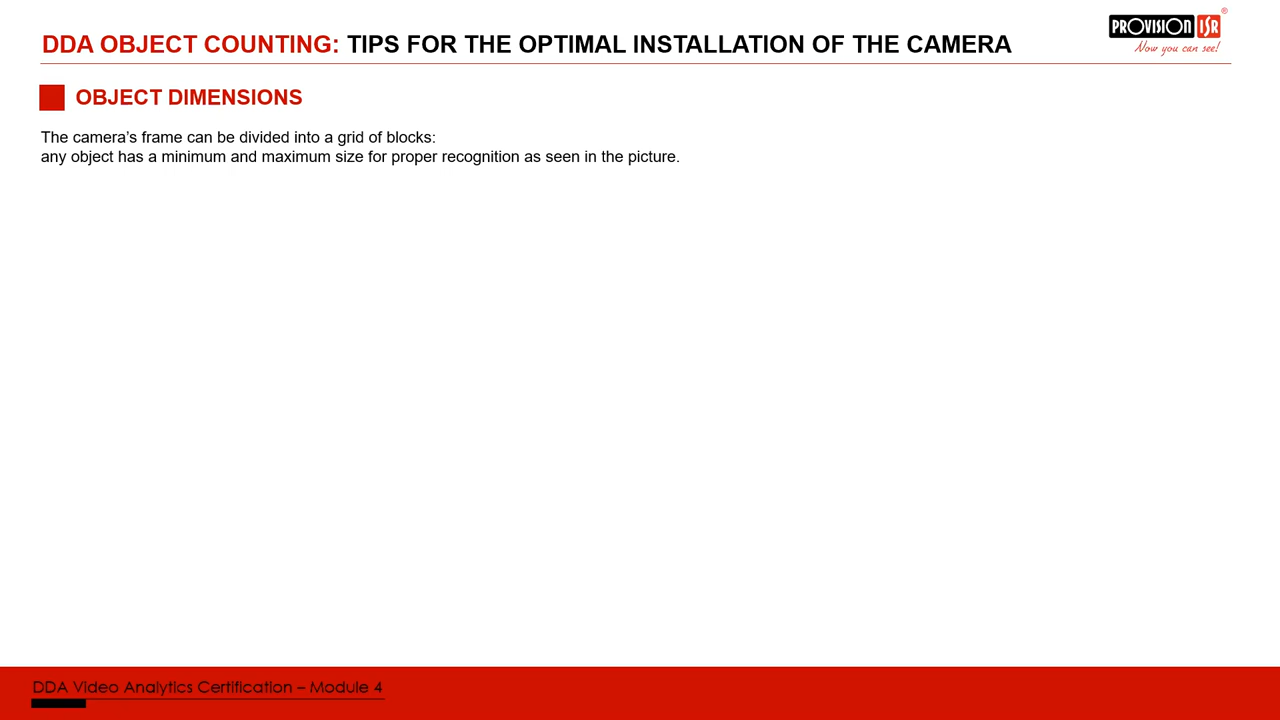 DDA OBJECT COUNTING: TIPS FOR THE OPTIMAL INSTALLATION OF THE CAMERA
PROVISION ISR ®
Now you can see!
OBJECT DIMENSIONS
The camera’s frame can be divided into a grid of blocks:
any object has a minimum and maximum size for proper recognition as seen in the picture.
DDA Video Analytics Certification – Module 4